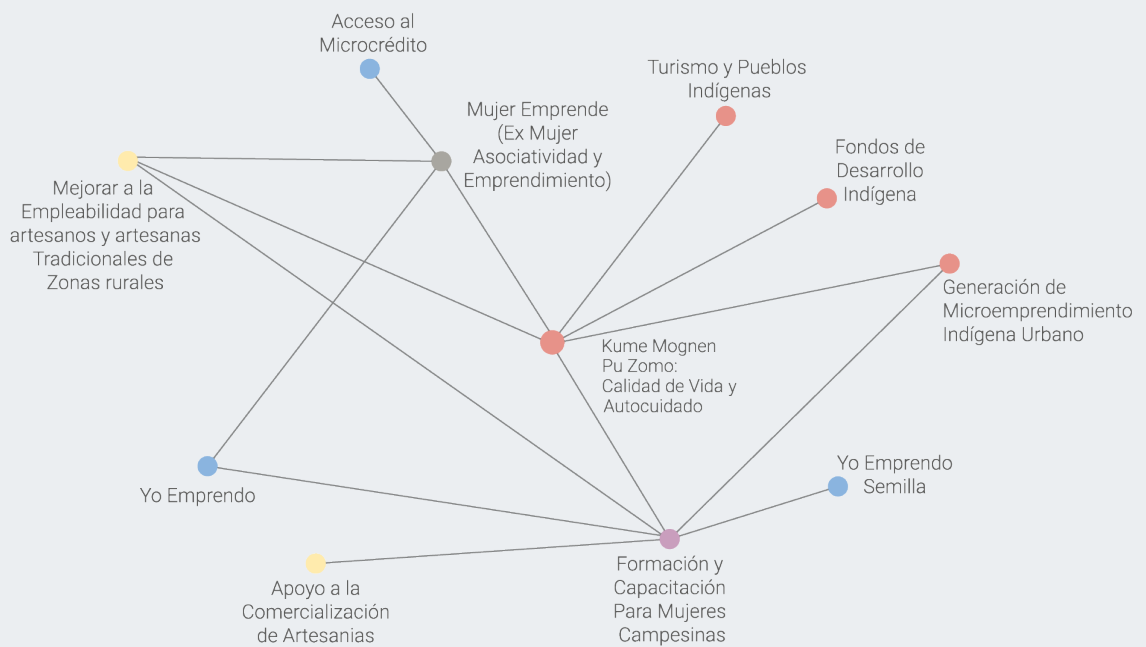 Acceso al
Microcrédito
Turismo y Pueblos
Indígenas
Mujer Emprende
(Ex Mujer
Asociatividad y
Emprendimiento)
Fondos de
Desarrollo
Indígena
Mejorar a la
Empleabilidad para
artesanos y artesanas
Tradicionales de
Zonas rurales
Generación de
Microemprendimiento
Indígena Urbano
Kume Mognen
Pu Zomo:
Calidad de Vida y
Autocuidado
Yo Emprendo
Yo Emprendo
Semilla
Apoyo a la
Comercialización
de Artesanias
Formación y
Capacitación
Para Mujeres
Campesinas